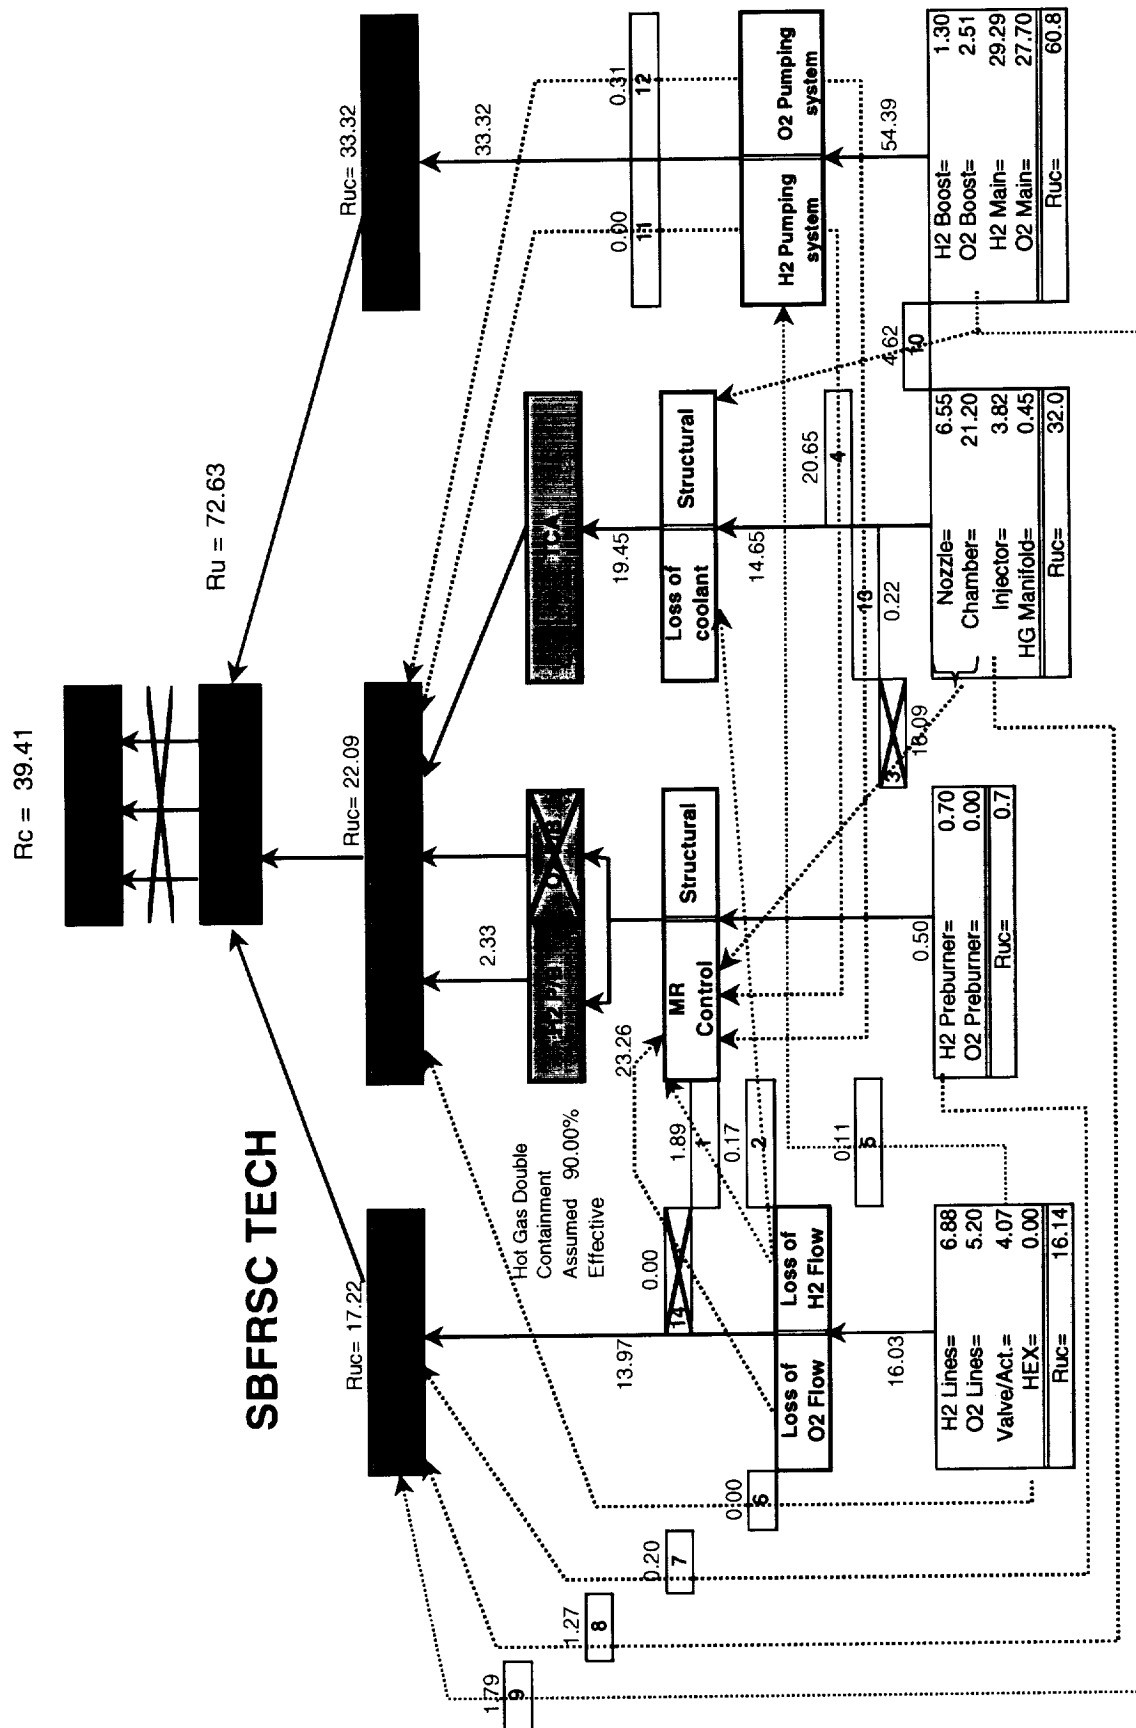 SBFRSC TECH
Rc = 39.41
Ru = 72.63
Ruc= 17.22
Ruc= 22.09
Ruc= 33.32
Hot Gas Double
Containment
Assumed 90.00%
Effective
2.33
H2 P/B
TCA
19.45
33.32
0.00
11
0.31
12
1.79
9
1.27
8
0.20
7
0.00
6
13.97
0.00
14
1.89
1
0.17
2
0.11
5
23.26
MR
Control
Structural
Loss of
coolant
Structural
H2 Pumping
system
O2 Pumping
system
Loss of
O2 Flow
Loss of
H2 Flow
14.65
20.65
4
13
0.22
3
4.62
10
54.39
16.03
0.50
H2 Lines= 6.88
O2 Lines= 5.20
Valve/Act.= 4.07
HEX= 0.00
Ruc= 16.14
H2 Preburner= 0.70
O2 Preburner= 0.00
Ruc= 0.7
Nozzle= 6.55
Chamber= 21.20
Injector= 3.82
HG Manifold= 0.45
Ruc= 32.0
H2 Boost= 1.30
O2 Boost= 2.51
H2 Main= 29.29
O2 Main= 27.70
Ruc= 60.8